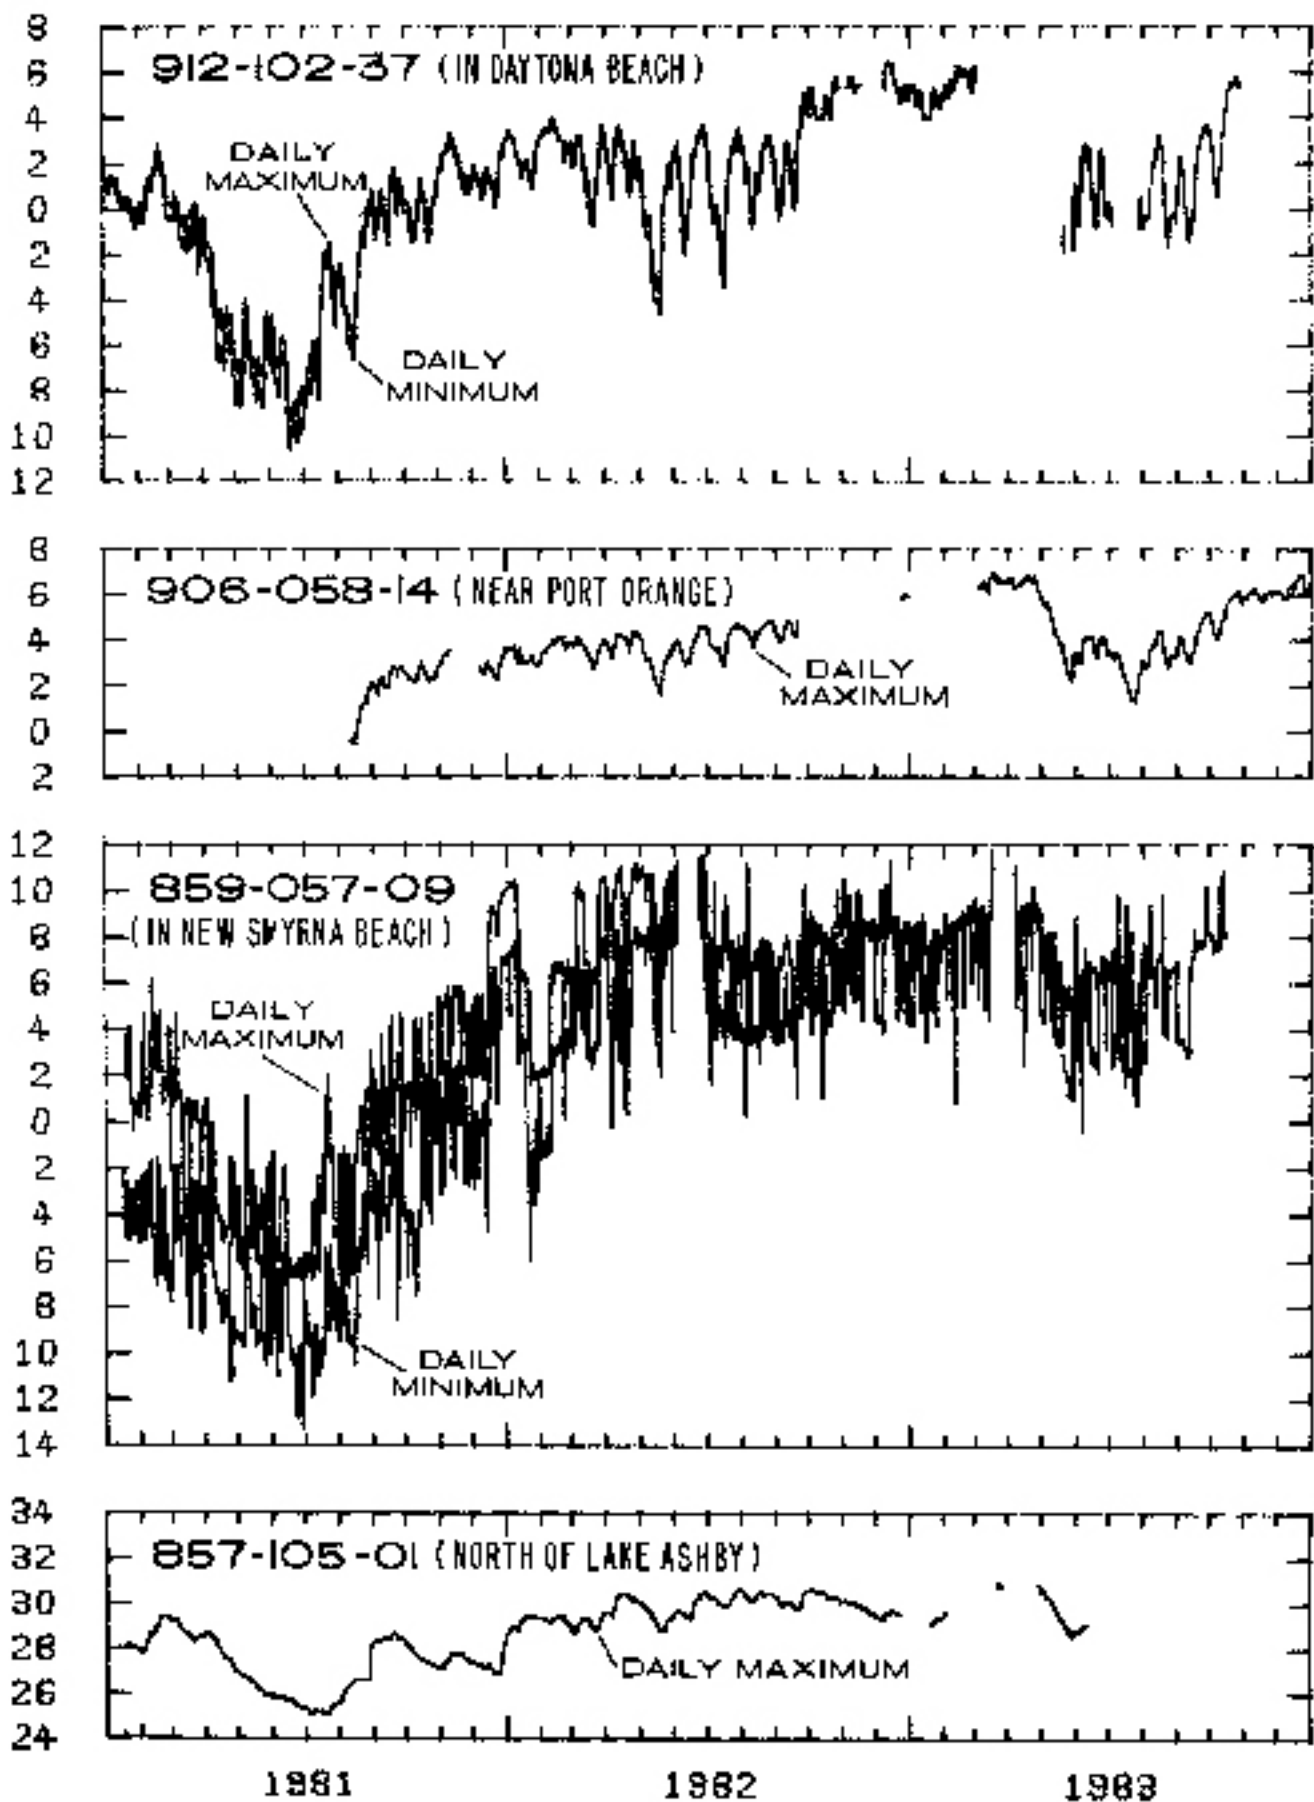 8
912-102-37 (IN DAYTONA BEACH)
6
4
DAILY
MAXIMUM
2
0
2
4
6
DAILY
MINIMUM
8
10
12
8
906-058-14 (NEAR PORT ORANGE)
6
4
DAILY
MAXIMUM
2
0
2
12
10
859-057-09
(IN NEW SMYRNA BEACH)
8
6
DAILY
MAXIMUM
4
2
0
2
4
6
8
10
DAILY
MINIMUM
12
14
34
32
857-105-01 (NORTH OF LAKE ASHBY)
30
28
DAILY MAXIMUM
26
24
1981 1982 1983